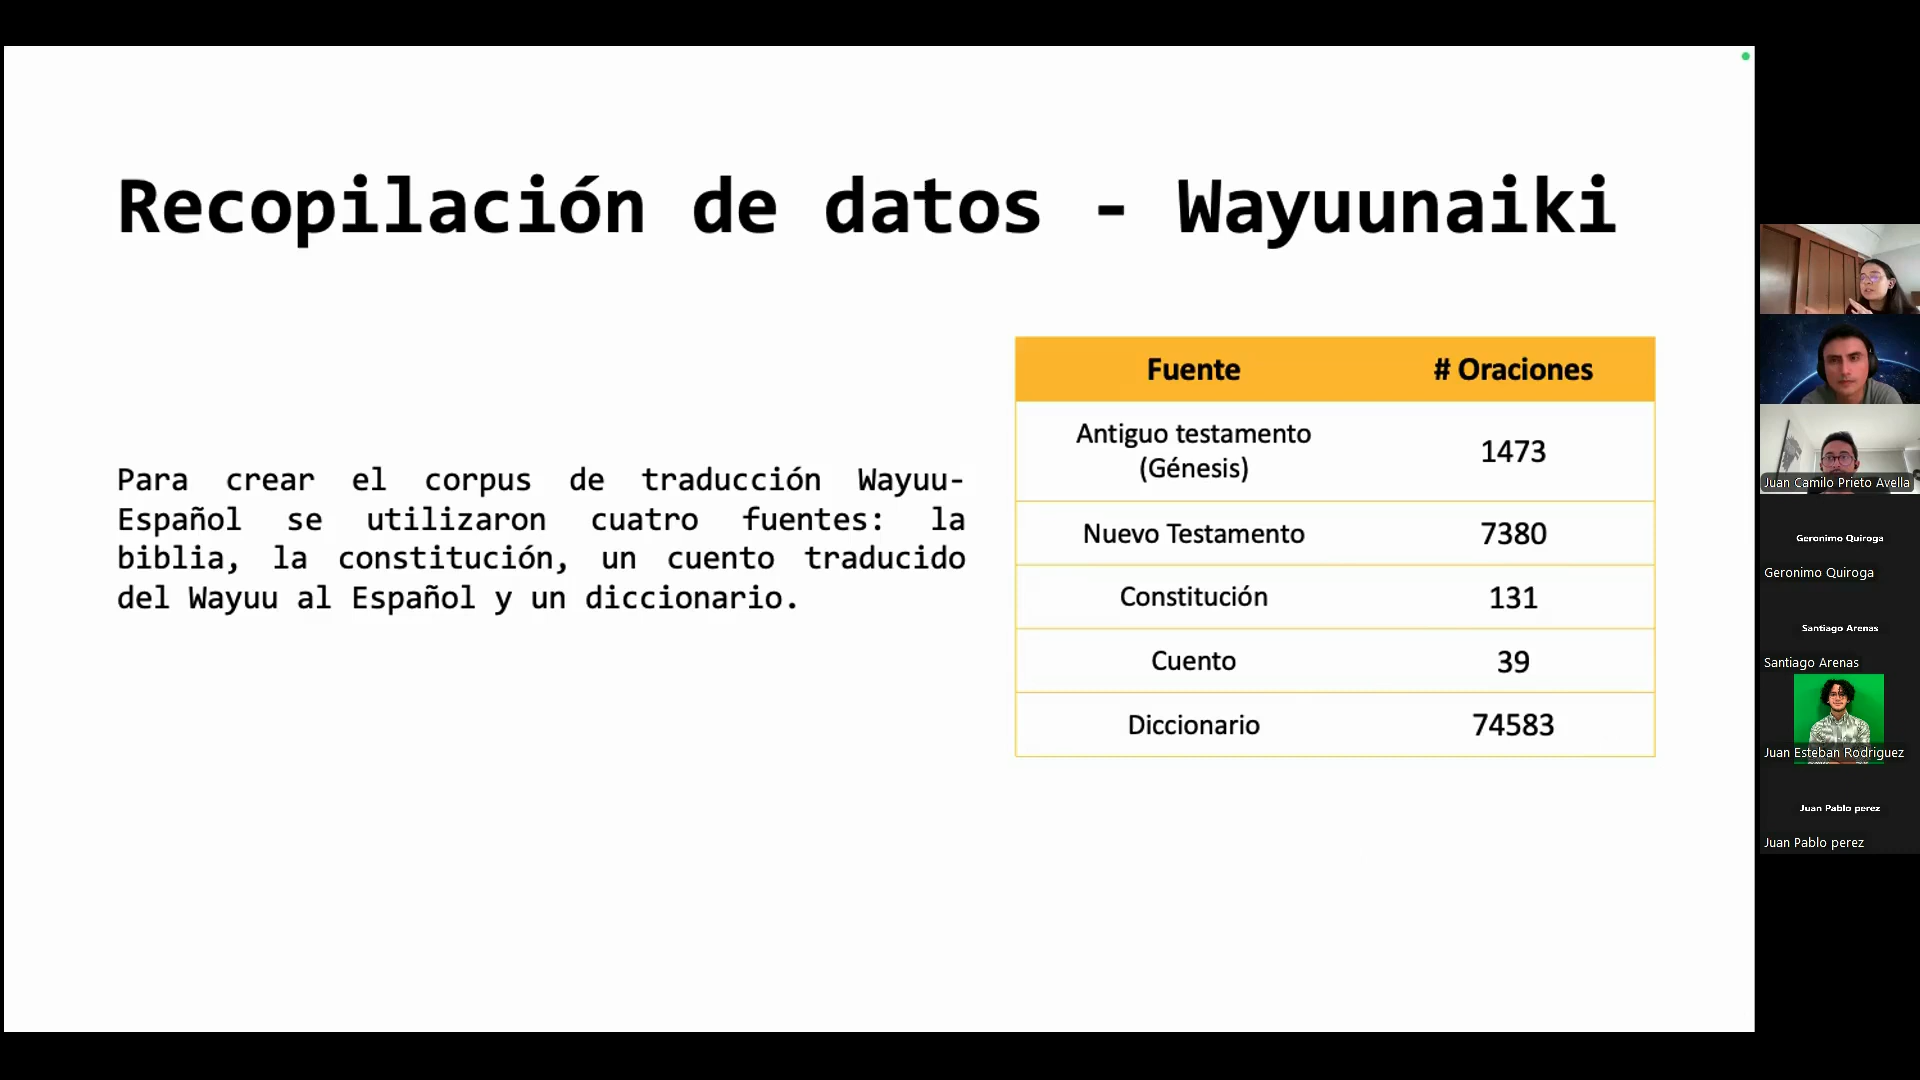 Recopilación de datos - Wayuunaiki
Para crear el corpus de traducción Wayuu-
Español se utilizaron cuatro fuentes: la
biblia, la constitución, un cuento traducido
del Wayuu al Español y un diccionario.
Fuente # Oraciones
Antiguo testamento
(Génesis) 1473
Nuevo Testamento 7380
Constitución 131
Cuento 39
Diccionario 74583
Juan Camilo Prieto Avella
Geronimo Quiroga
Geronimo Quiroga
Santiago Arenas
Santiago Arenas
Juan Esteban Rodriguez
Juan Pablo perez
Juan Pablo perez